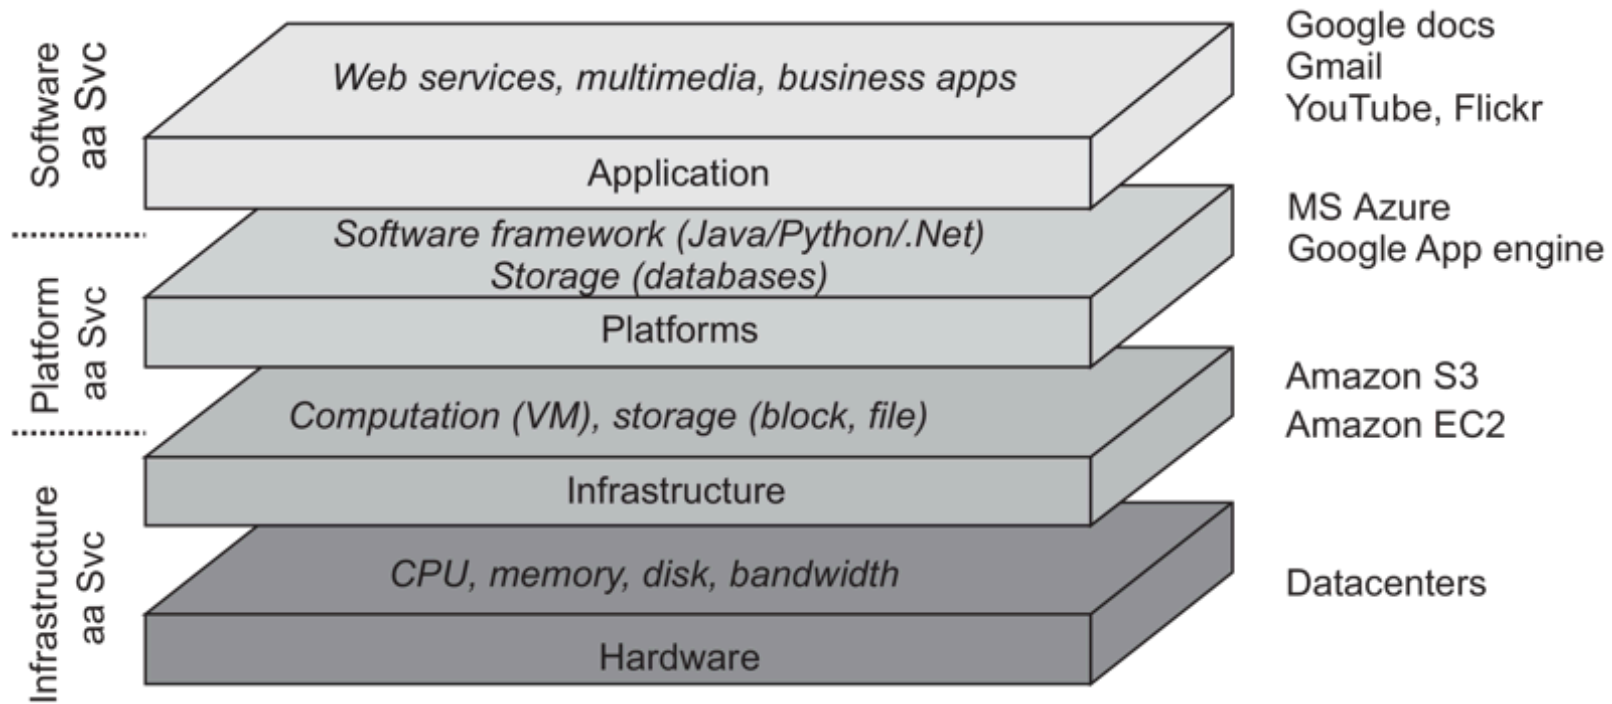 Software
aa Svc
Web services, multimedia, business apps
Application
Google docs
Gmail
YouTube, Flickr
Platform
aa Svc
Software framework (Java/Python/.Net)
Storage (databases)
Platforms
MS Azure
Google App engine
Infrastructure
aa Svc
Computation (VM), storage (block, file)
Infrastructure
Amazon S3
Amazon EC2
CPU, memory, disk, bandwidth
Hardware
Datacenters